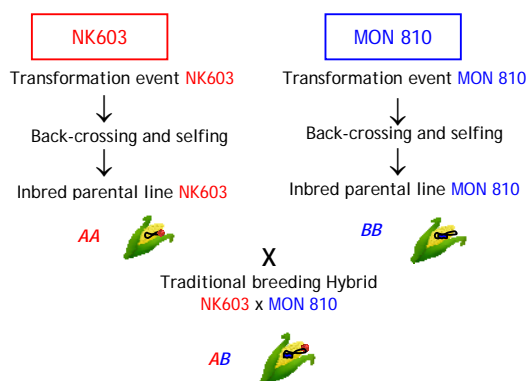 NK603
Transformation event NK603
Back-crossing and selfing
Inbred parental line NK603
AA
MON 810
Transformation event MON 810
Back-crossing and selfing
Inbred parental line MON 810
BB
X
Traditional breeding Hybrid
NK603 x MON 810
AB